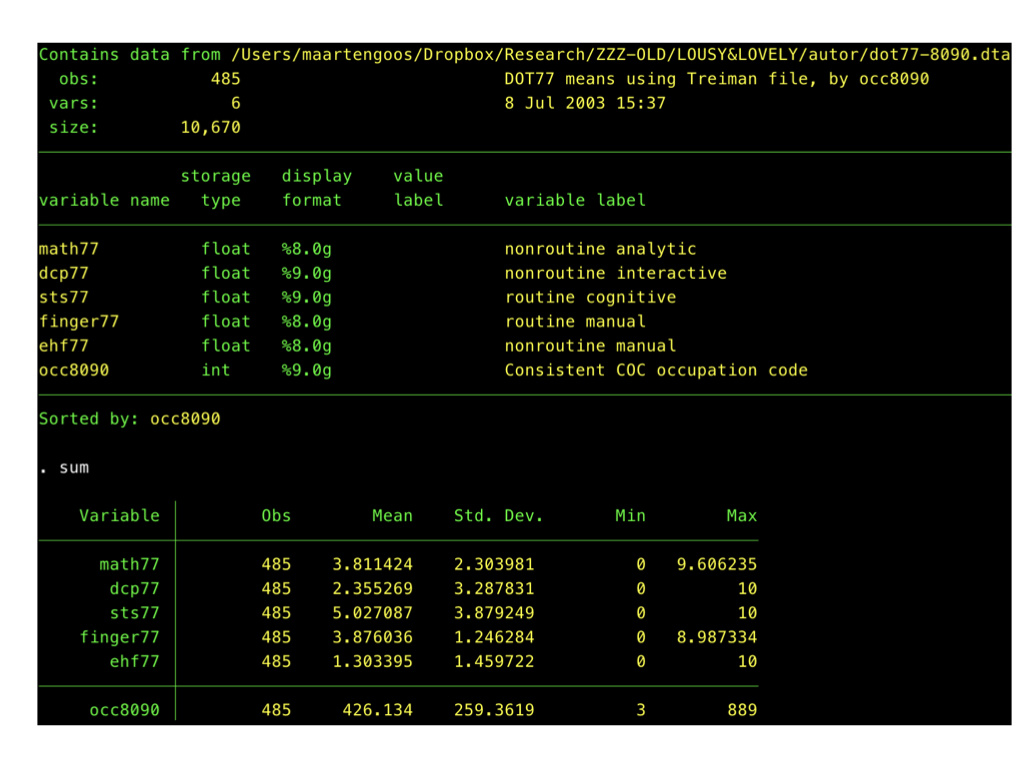 Contains data from /Users/maartengoos/Dropbox/Research/ZZZ-OLD/LOUSY&LOVELY/autor/dot77-8090.dta
obs: 485 DOT77 means using Treiman file, by occ8090
vars: 6 8 Jul 2003 15:37
size: 10,670
storage display value
variable name type format label variable label
math77 float %8.0g nonroutine analytic
dcp77 float %9.0g nonroutine interactive
sts77 float %9.0g routine cognitive
finger77 float %8.0g routine manual
ehf77 float %8.0g nonroutine manual
occ8090 int %9.0g Consistent COC occupation code
Sorted by: occ8090
. sum
Variable Obs Mean Std. Dev. Min Max
math77 485 3.811424 2.303981 0 9.606235
dcp77 485 2.355269 3.287831 0 10
sts77 485 5.027087 3.879249 0 10
finger77 485 3.876036 1.246284 0 8.987334
ehf77 485 1.303395 1.459722 0 10
occ8090 485 426.134 259.3619 3 889